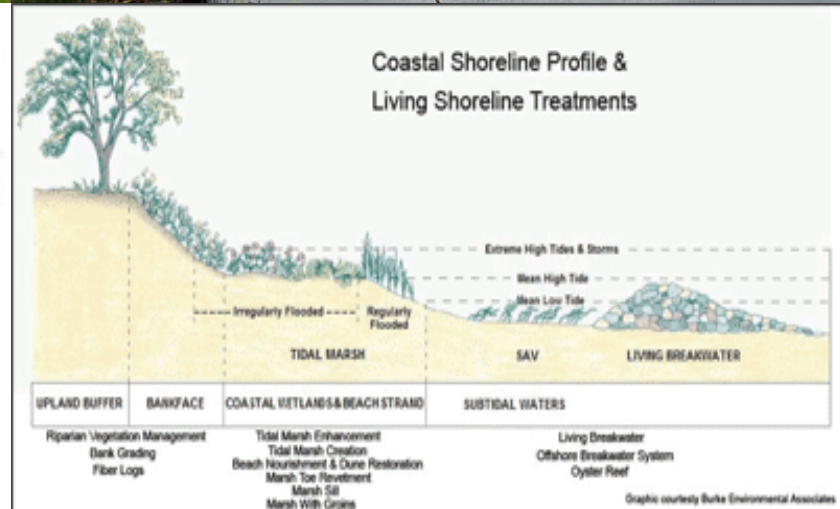 Coastal Shoreline Profile &
Living Shoreline Treatments
Extreme High Tides & Storms
Mean High Tide
Mean Low Tide
Irregularly Flooded
Regularly
Flooded
TIDAL MARSH
SAV
LIVING BREAKWATER
UPLAND BUFFER
BANKFACE
COASTAL WETLANDS & BEACH STRAND
SUBTIDAL WATERS
Riparian Vegetation Management
Bank Grading
Fiber Logs
Tidal Marsh Enhancement
Tidal Marsh Creation
Beach Nourishment & Dune Restoration
Marsh Toe Revetment
Marsh Sill
Marsh With Groins
Living Breakwater
Offshore Breakwater System
Oyster Reef
Graphic courtesty Burke Environmental Associates